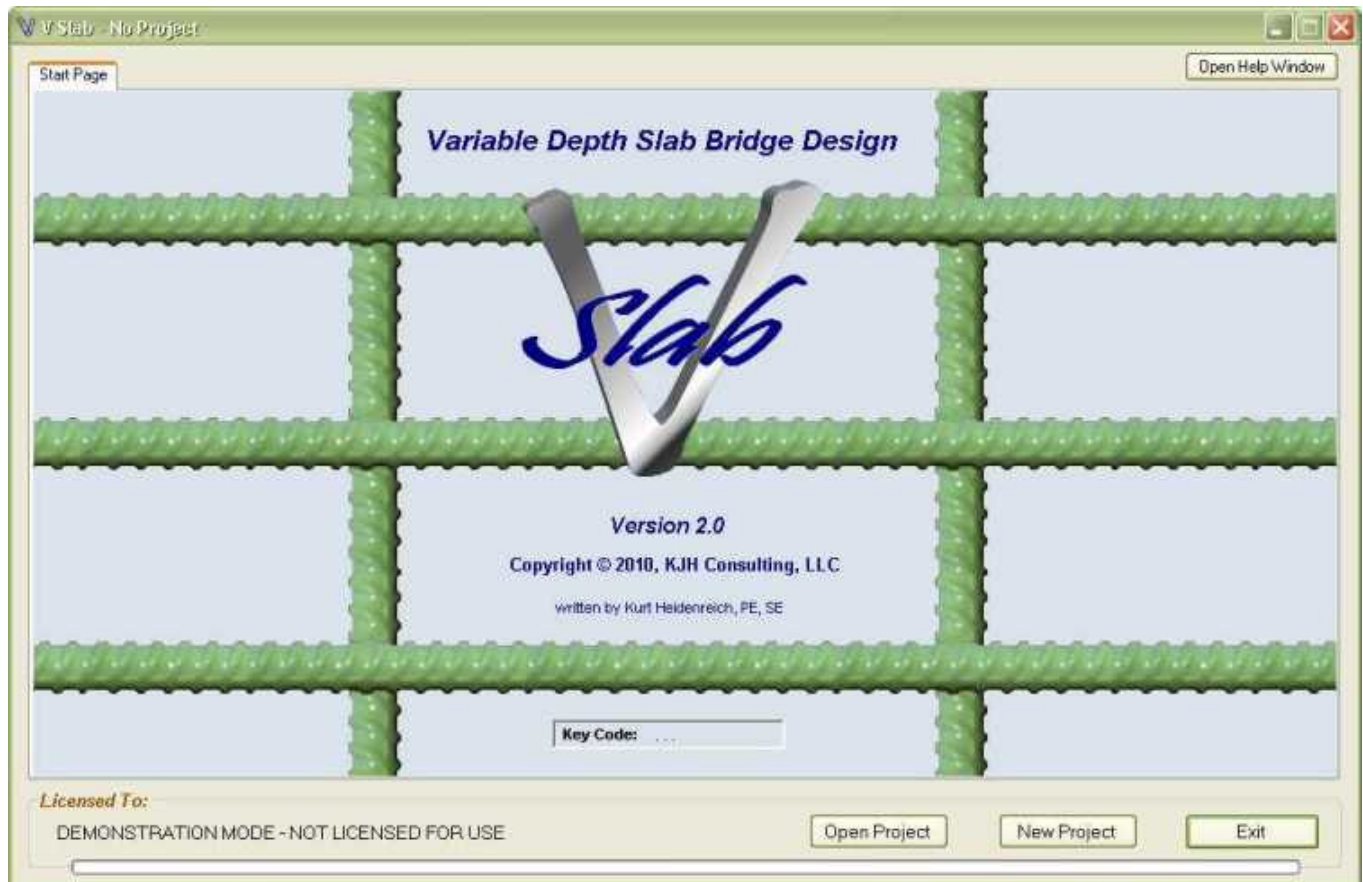 V Slab - No Project
Start Page
Open Help Window
Variable Depth Slab Bridge Design
V
Slab
Version 2.0
Copyright © 2010, KJH Consulting, LLC
written by Kurt Heidenreich, PE, SE
Key Code: ...
Licensed To:
DEMONSTRATION MODE - NOT LICENSED FOR USE
Open Project
New Project
Exit